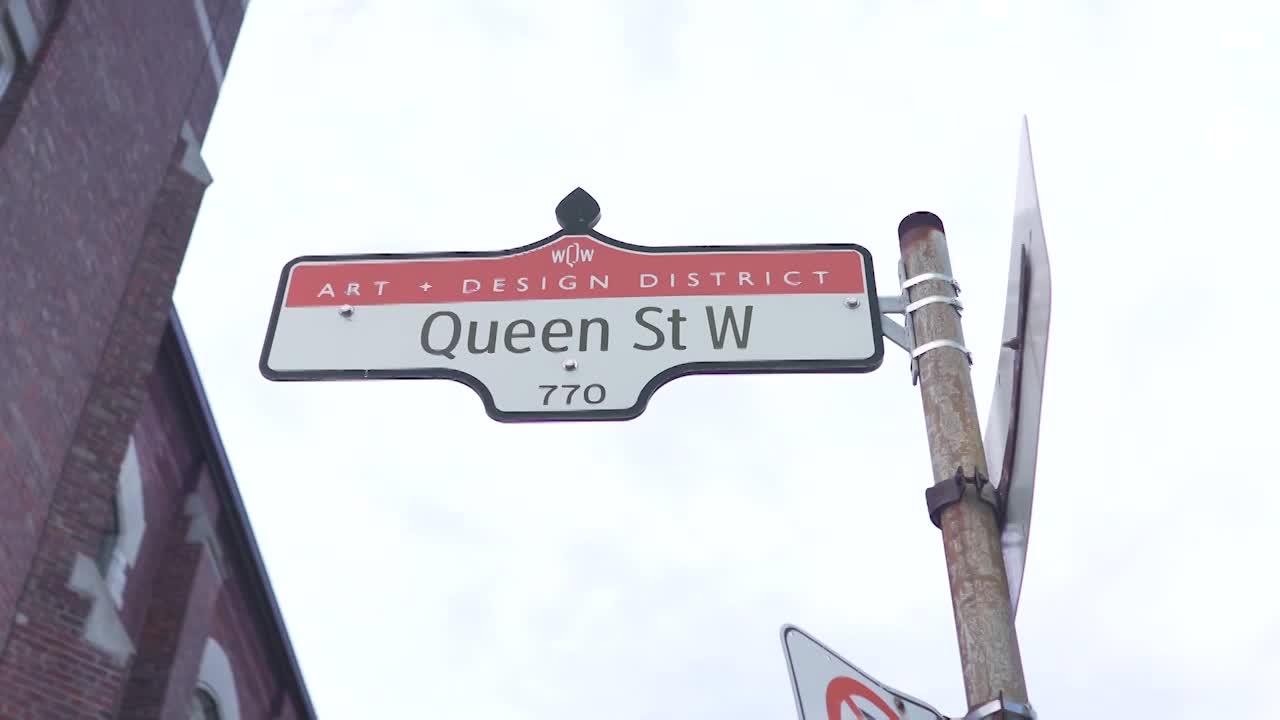 WQW
ART + DESIGN DISTRICT
Queen St W
770